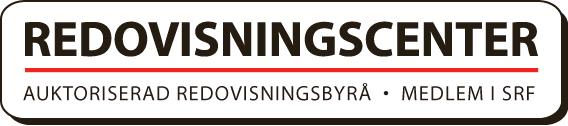 REDOVISNINGSCENTER
AUKTORISERAD REDOVISNINGSBYRÅ • MEDLEM I SRF